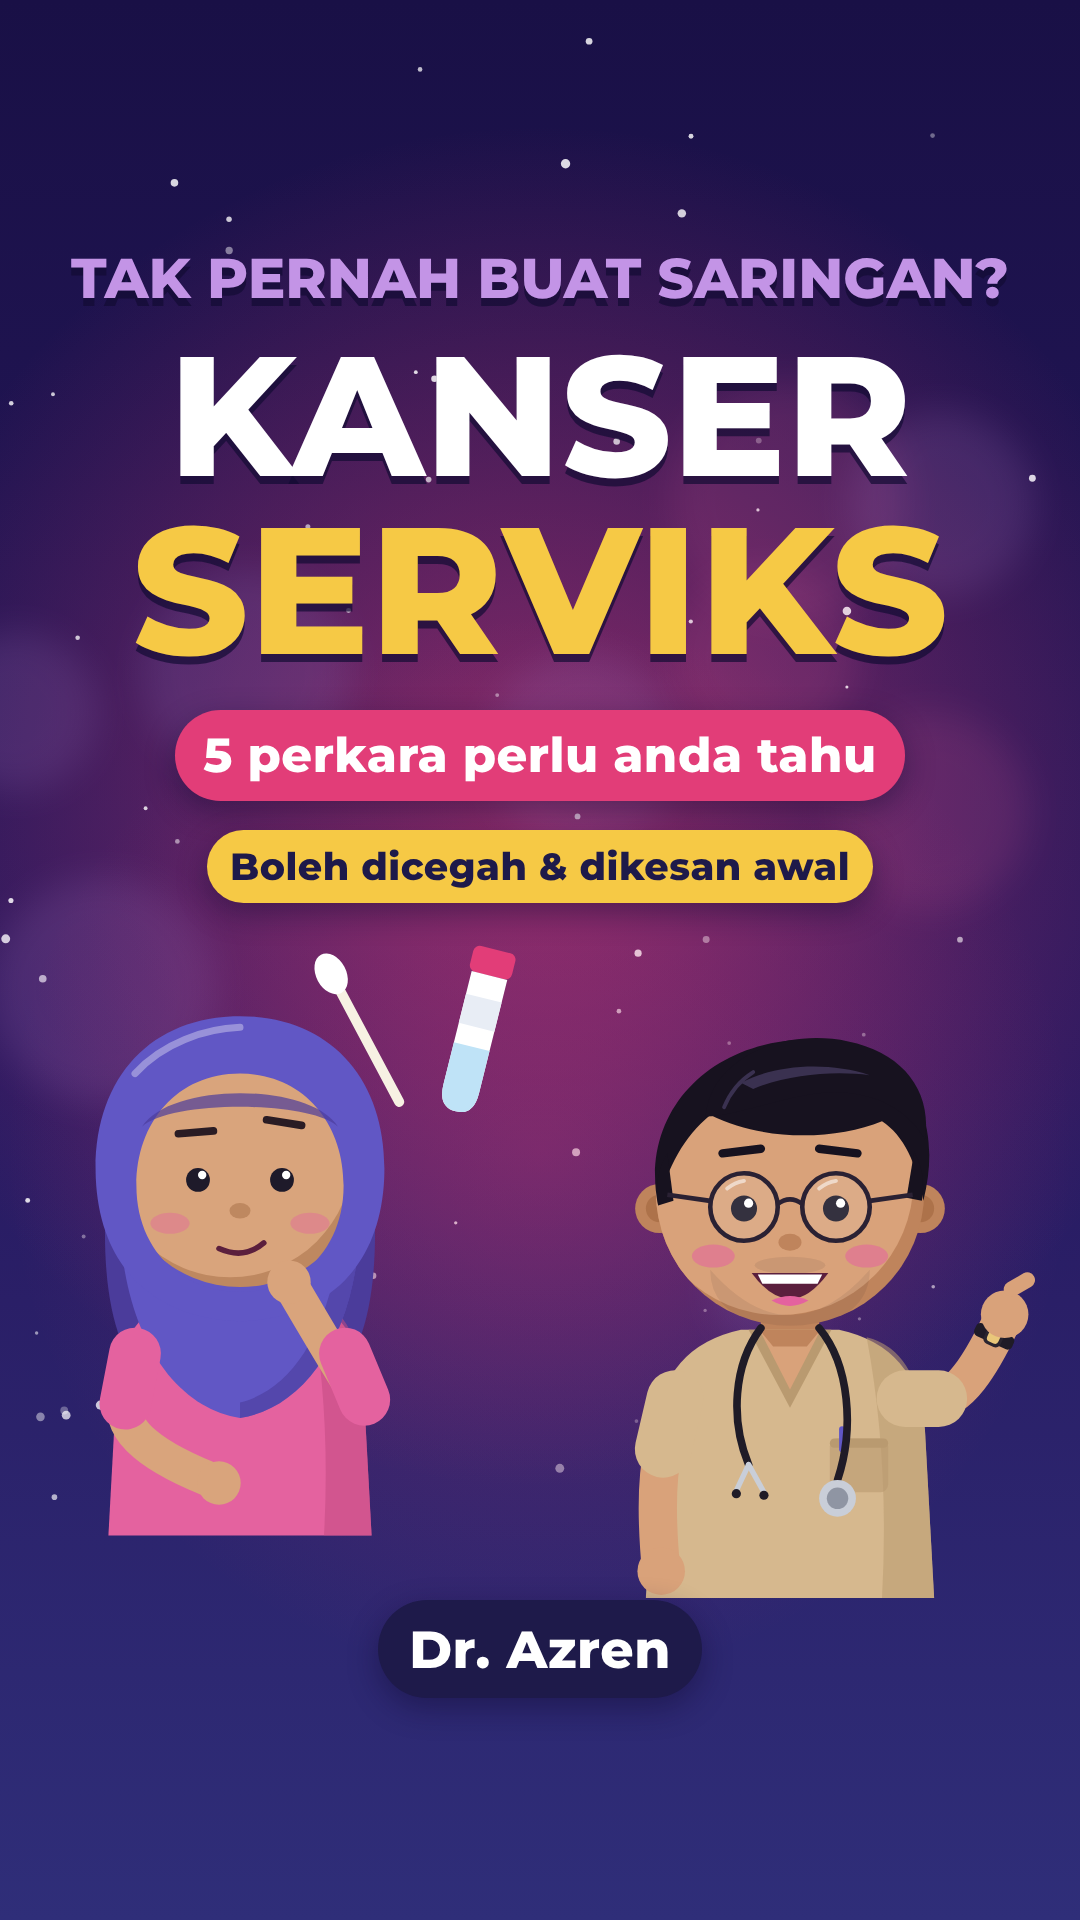 TAK PERNAH BUAT SARINGAN?
KANSER
SERVIKS
5 perkara perlu anda tahu
Boleh dicegah & dikesan awal
Dr. Azren